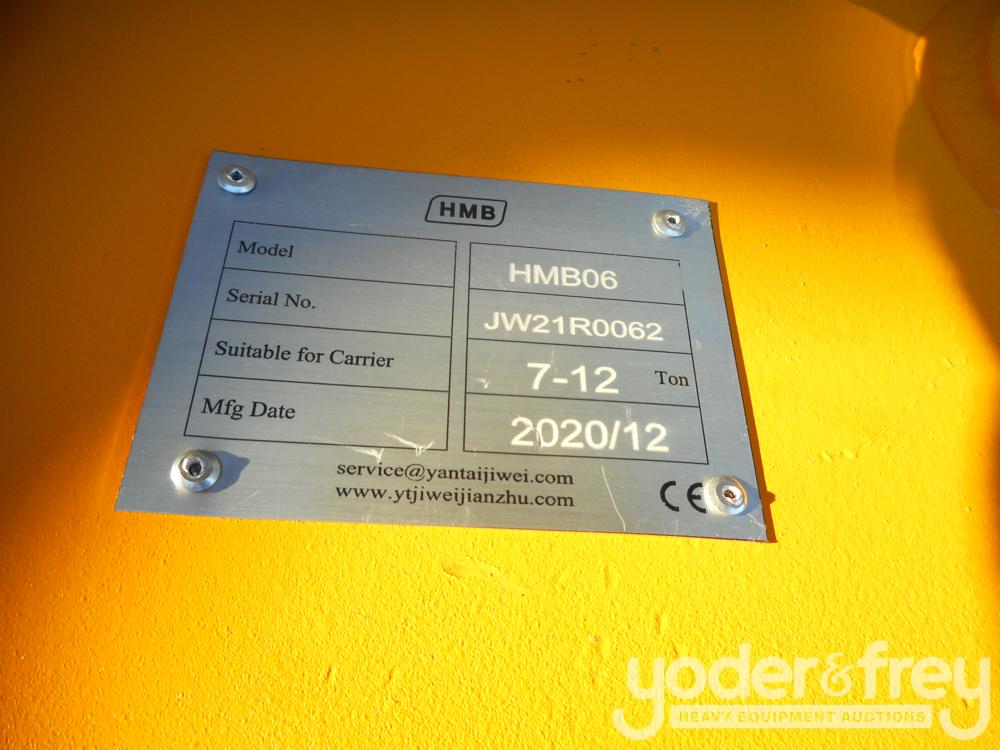 HMB
Model HMB06
Serial No. JW21R0062
Suitable for Carrier 7-12 Ton
Mfg Date 2020/12
service@yantaijiwei.com
www.ytjiweijianzhu.com
CE
yoder&frey
HEAVY EQUIPMENT AUCTIONS